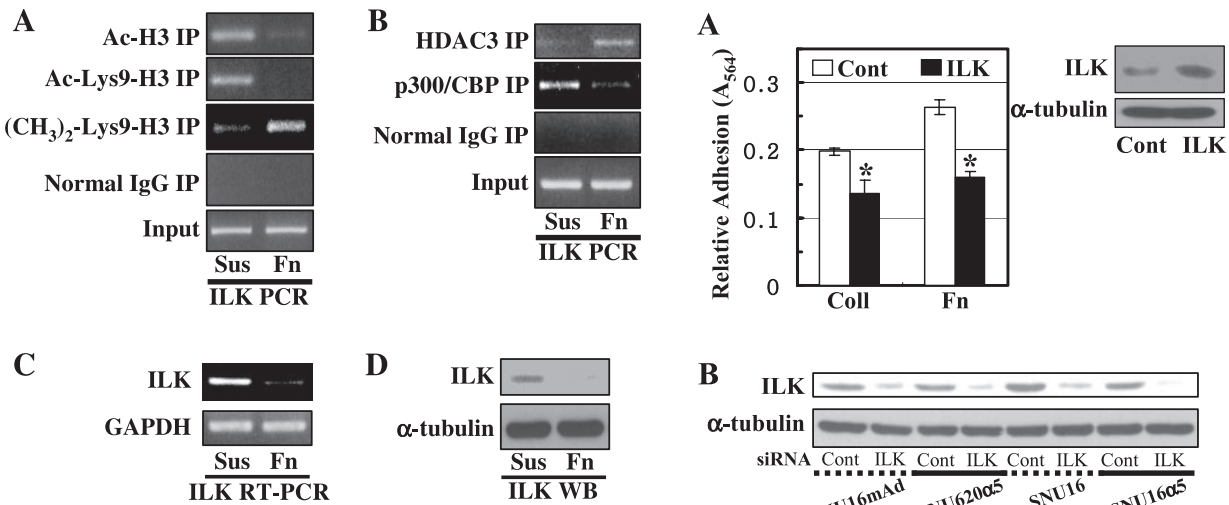 A
Ac-H3 IP
Ac-Lys9-H3 IP
(CH₃)₂-Lys9-H3 IP
Normal IgG IP
Input
Sus Fn
ILK PCR
B
HDAC3 IP
p300/CBP IP
Normal IgG IP
Input
Sus Fn
ILK PCR
C
ILK
GAPDH
Sus Fn
ILK RT-PCR
D
ILK
α-tubulin
Sus Fn
ILK WB
A
Relative Adhesion (A₅₆₄)
Cont ILK
0.3
0.2
0.1
0
* *
Coll Fn
ILK
α-tubulin
Cont ILK
B
ILK
α-tubulin
siRNA Cont ILK Cont ILK Cont ILK Cont ILK
SNU16 SNU16α5